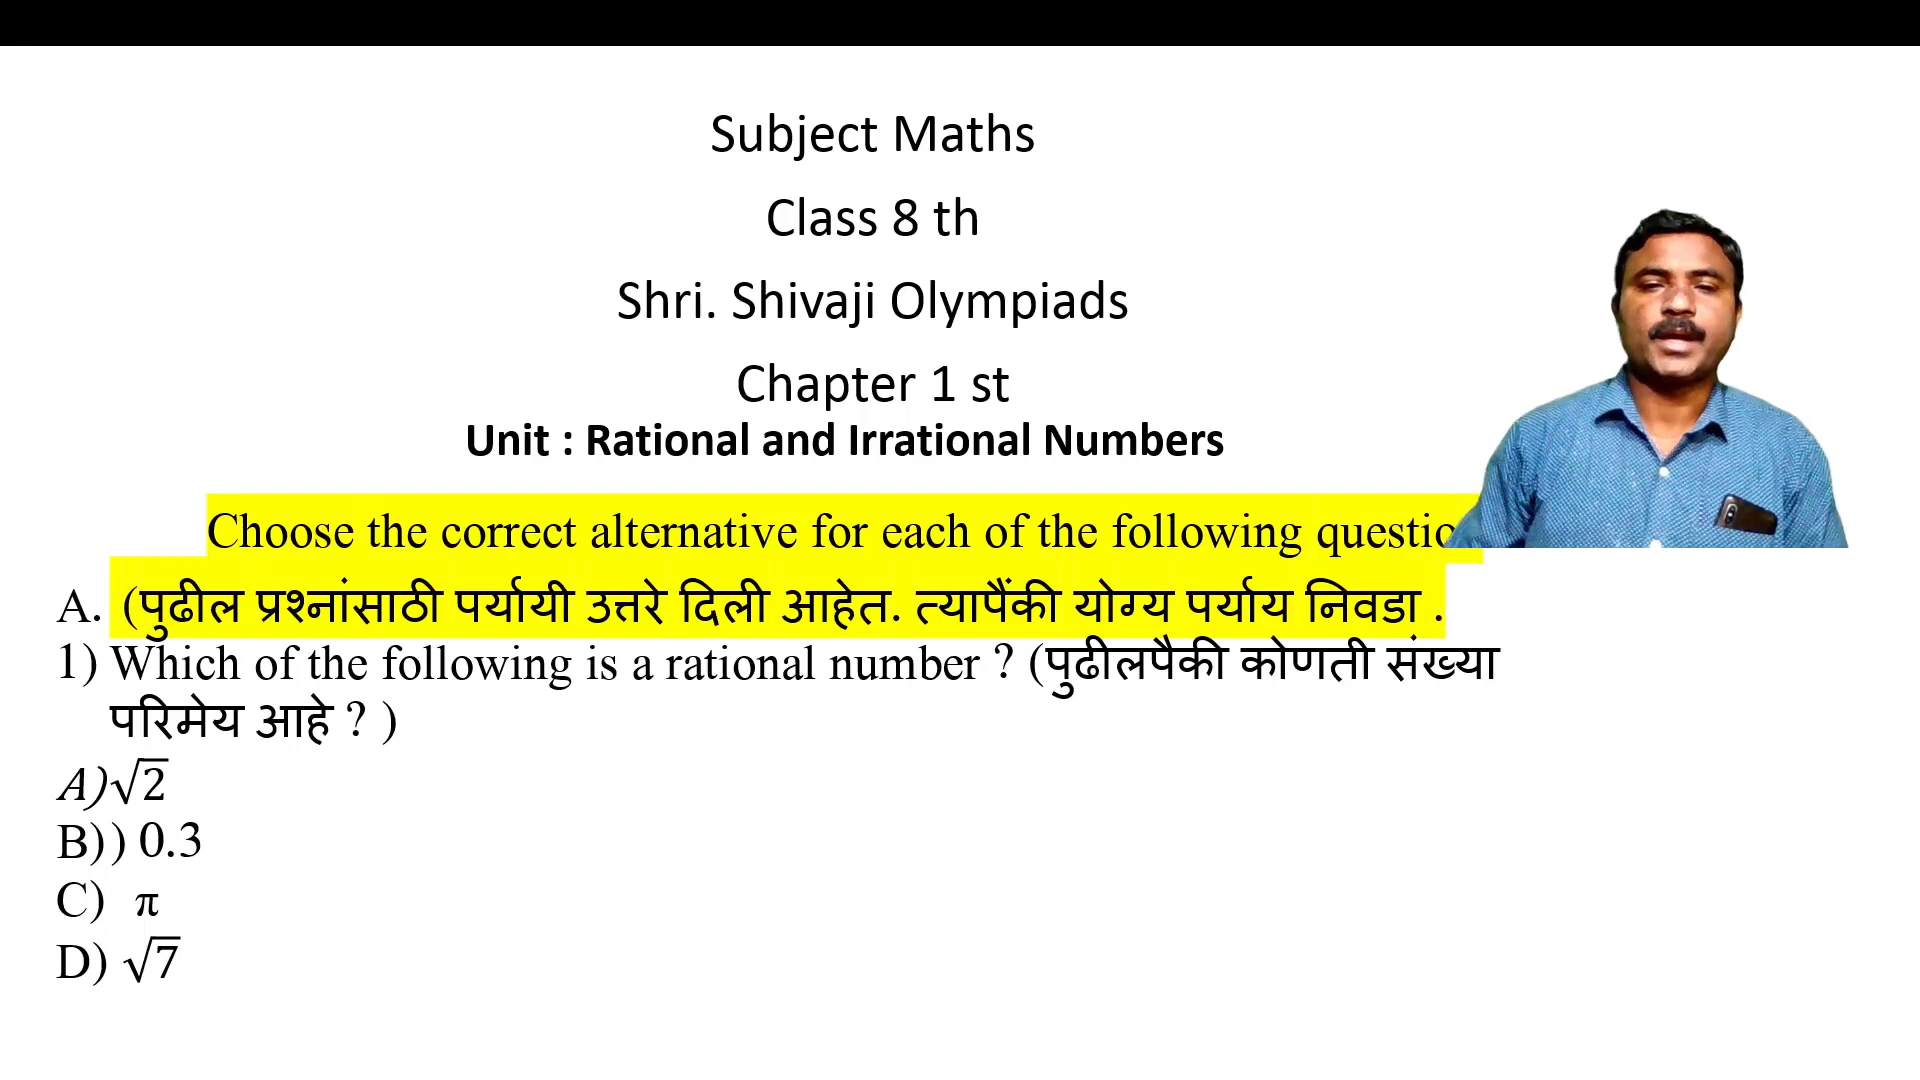 Subject Maths
Class 8 th
Shri. Shivaji Olympiads
Chapter 1 st
Unit : Rational and Irrational Numbers
Choose the correct alternative for each of the following
A. (पुढील प्रश्नांसाठी पर्यायी उत्तरे दिली आहेत. त्यापैंकी योग्य पर्याय निवडा .
1) Which of the following is a rational number ? (पुढीलपैकी कोणती संख्या
परिमेय आहे ? )
A)√2
B)) 0.3
C) π
D) √7